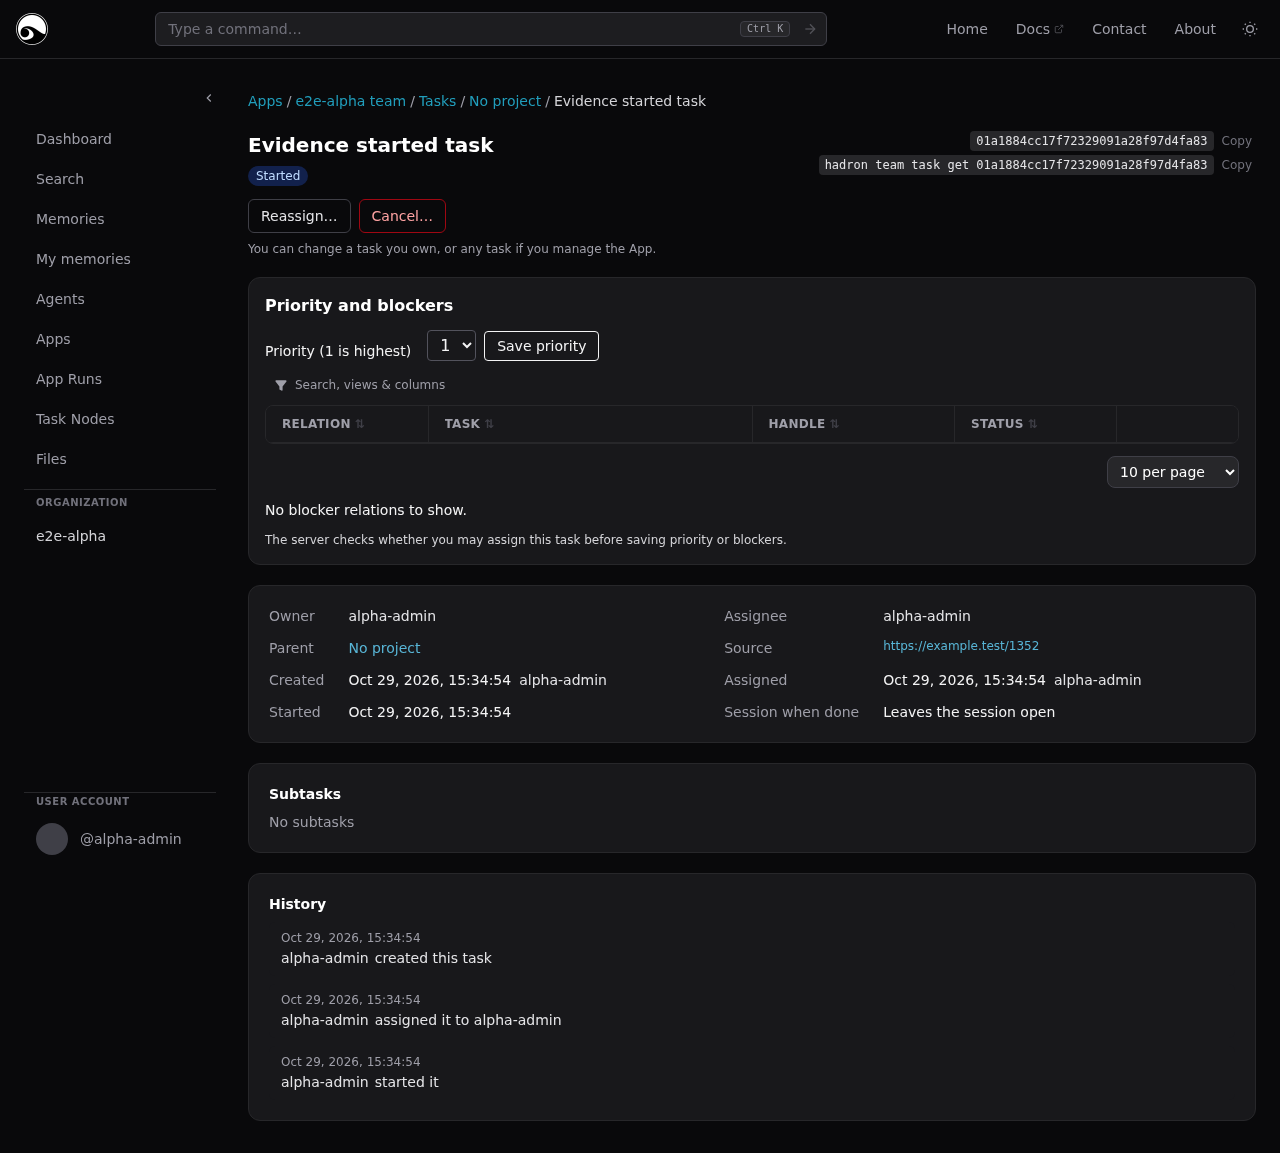 Type a command...
Ctrl K
Home
Docs
Contact
About
Dashboard
Search
Memories
My memories
Agents
Apps
App Runs
Task Nodes
Files
ORGANIZATION
e2e-alpha
USER ACCOUNT
@alpha-admin
Apps / e2e-alpha team / Tasks / No project / Evidence started task
Evidence started task
01a1884cc17f72329091a28f97d4fa83 Copy
hadron team task get 01a1884cc17f72329091a28f97d4fa83 Copy
Started
Reassign... Cancel...
You can change a task you own, or any task if you manage the App.
Priority and blockers
Priority (1 is highest) 1 Save priority
Search, views & columns
RELATION TASK HANDLE STATUS
10 per page
No blocker relations to show.
The server checks whether you may assign this task before saving priority or blockers.
Owner alpha-admin Assignee alpha-admin
Parent No project Source https://example.test/1352
Created Oct 29, 2026, 15:34:54 alpha-admin Assigned Oct 29, 2026, 15:34:54 alpha-admin
Started Oct 29, 2026, 15:34:54 Session when done Leaves the session open
Subtasks
No subtasks
History
Oct 29, 2026, 15:34:54
alpha-admin created this task
Oct 29, 2026, 15:34:54
alpha-admin assigned it to alpha-admin
Oct 29, 2026, 15:34:54
alpha-admin started it